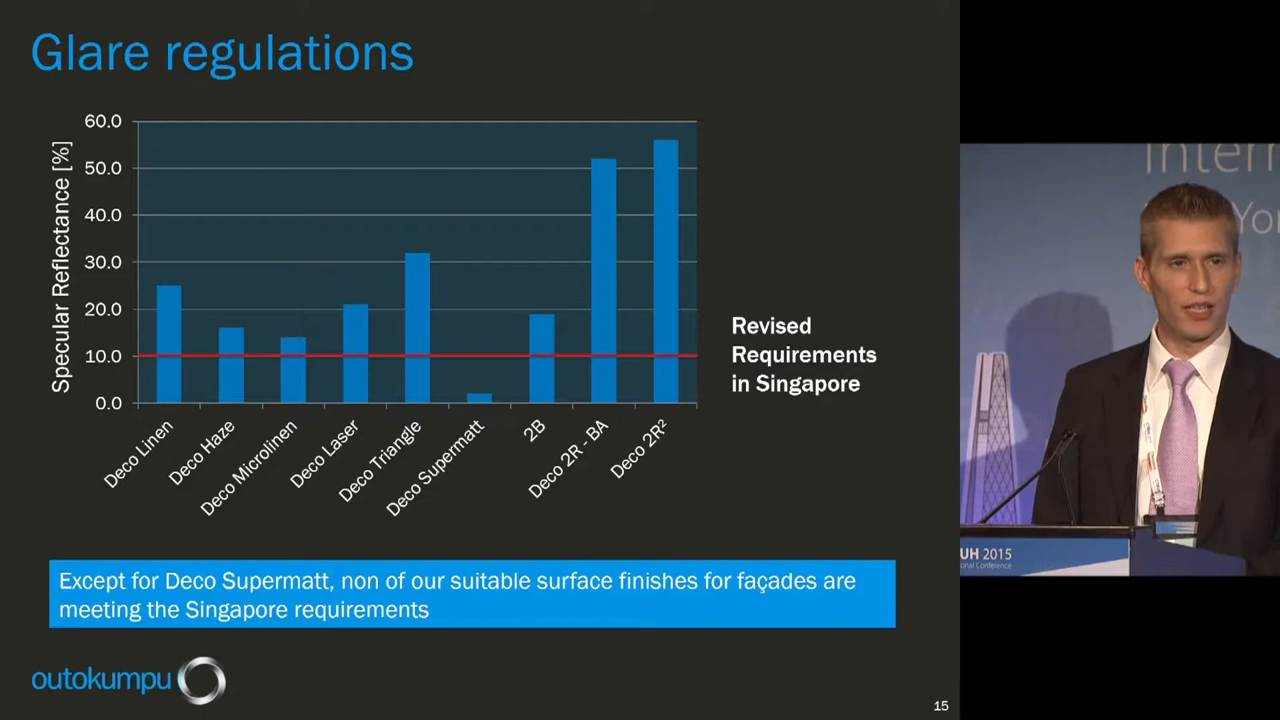 Glare regulations
Specular Reflectance [%]
60.0
50.0
40.0
30.0
20.0
10.0
0.0
Deco Linen
Deco Haze
Deco Microlinen
Deco Laser
Deco Triangle
Deco Supermatt
2B
Deco 2R - BA
Deco 2R²
Revised
Requirements
in Singapore
Except for Deco Supermatt, non of our suitable surface finishes for façades are
meeting the Singapore requirements
outokumpu
15
Intern
Yor
UH 2015
onal Conference